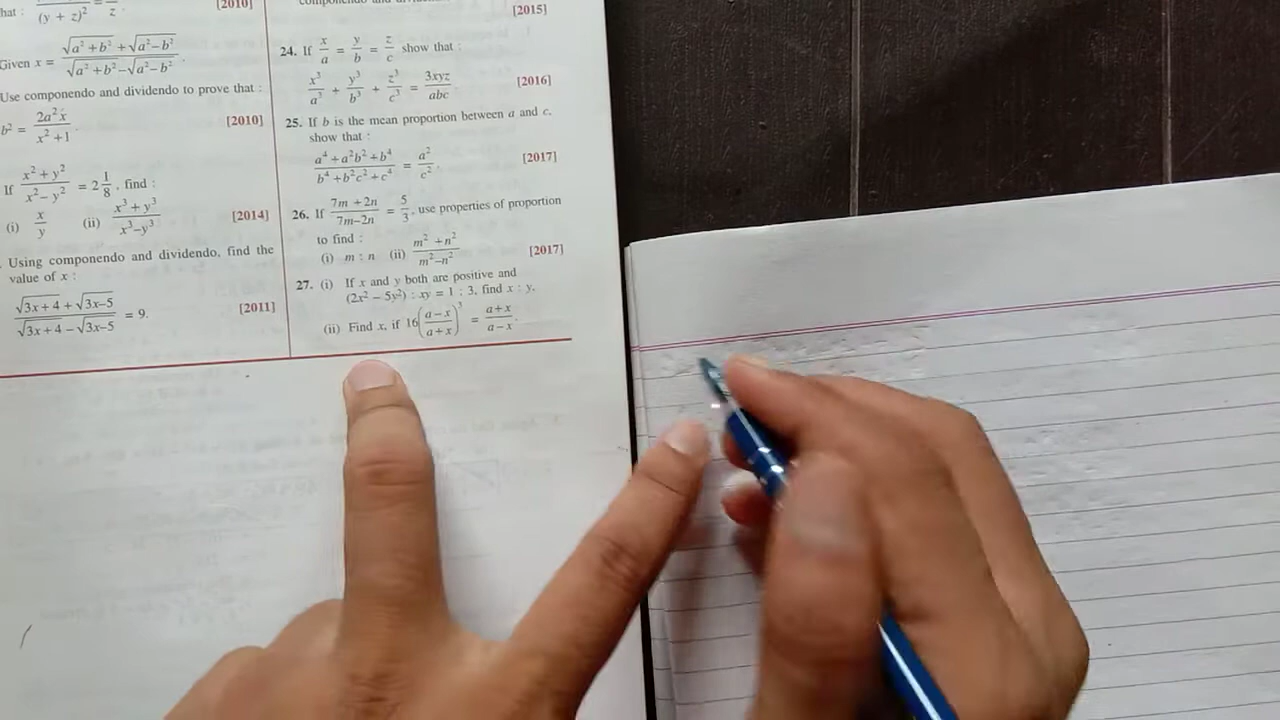 hat : (y + z)² = z . [2010]
Given x = √a² + b² + √a² – b² / √a² + b² – √a² – b² .
Use componendo and dividendo to prove that :
b² = 2a²x / x² + 1 . [2010]
If x² + y² / x² – y² = 2 1/8 , find :
(i) x/y (ii) x³ + y³ / x³ – y³ [2014]
. Using componendo and dividendo, find the
value of x :
√3x + 4 + √3x–5 / √3x + 4 – √3x–5 = 9. [2011]
[2015]
24. If x/a = y/b = z/c show that :
x³/a³ + y³/b³ + z³/c³ = 3xyz/abc . [2016]
25. If b is the mean proportion between a and c,
show that :
a⁴ + a²b² + b⁴ / b⁴ + b²c² + c⁴ = a²/c² . [2017]
26. If 7m + 2n / 7m – 2n = 5/3 , use properties of proportion
to find :
(i) m : n (ii) m² + n² / m² – n² [2017]
27. (i) If x and y both are positive and
(2x² – 5y²) : xy = 1 : 3, find x : y.
(ii) Find x, if 16(a – x / a + x)³ = a + x / a – x .